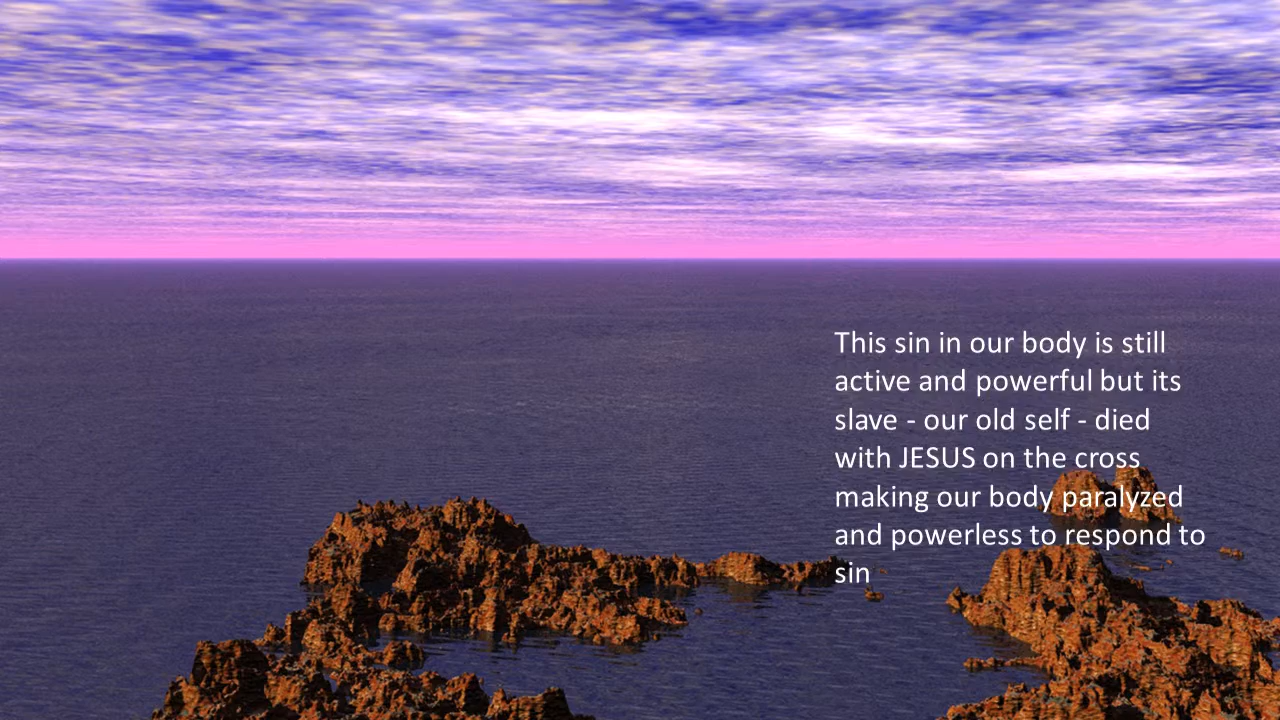 This sin in our body is still
active and powerful but its
slave - our old self - died
with JESUS on the cross
making our body paralyzed
and powerless to respond to
sin